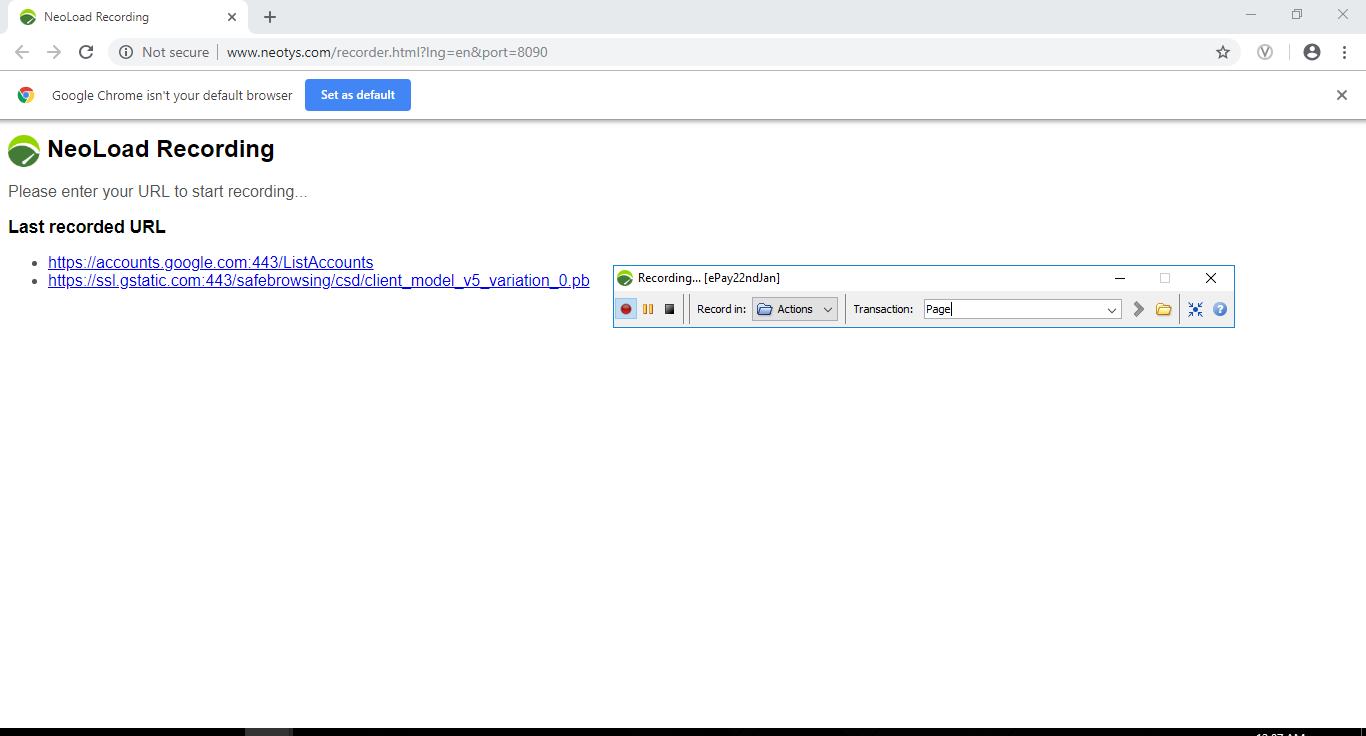 NeoLoad Recording
Not secure
www.neotys.com/recorder.html?lng=en&port=8090
Google Chrome isn't your default browser
Set as default
NeoLoad Recording
Please enter your URL to start recording...
Last recorded URL
https://accounts.google.com:443/ListAccounts
https://ssl.gstatic.com:443/safebrowsing/csd/client_model_v5_variation_0.pb
Recording... [ePay22ndJan]
Record in:
Actions
Transaction:
Page